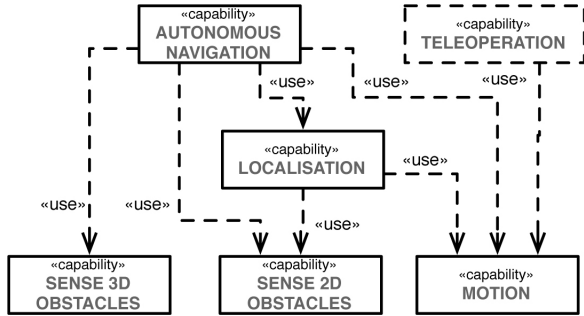 «capability»
AUTONOMOUS
NAVIGATION
«capability»
TELEOPERATION
«use»
«use»
«use»
«capability»
LOCALISATION
«use»
«use»
«use»
«use»
«capability»
SENSE 3D
OBSTACLES
«capability»
SENSE 2D
OBSTACLES
«capability»
MOTION